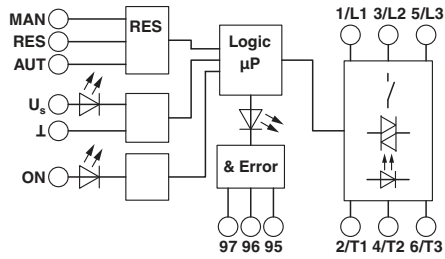 MAN
RES
AUT
Us
⊥
ON
RES
Logic
µP
& Error
97 96 95
1/L1 3/L2 5/L3
2/T1 4/T2 6/T3